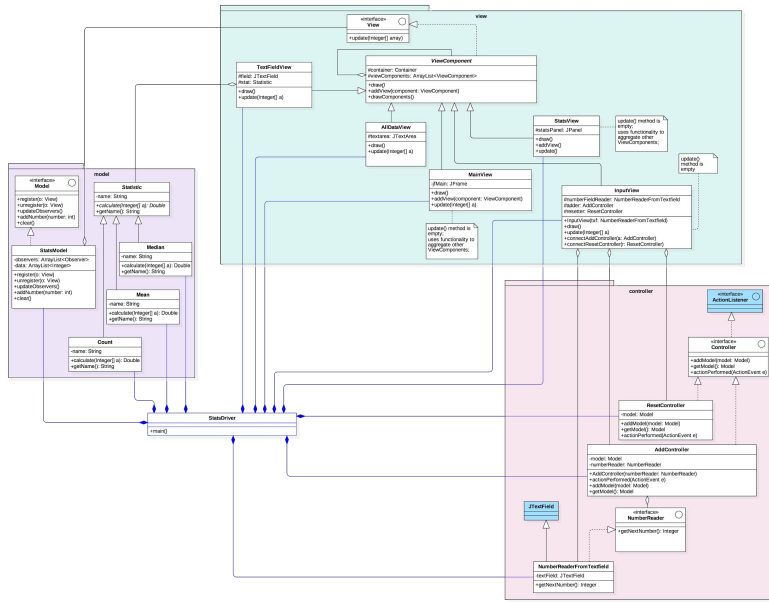 view
«interface»
View
+update(Integer[] array)
ViewComponent
#container: Container
#viewComponents: ArrayList<ViewComponent>
+draw()
+addView(component: ViewComponent)
+drawComponents()
TextFieldView
#field: JTextField
#stat: Statistic
+draw()
+update(Integer[] a)
AllDataView
#textarea: JTextArea
+draw()
+update(Integer[] a)
StatsView
#statsPanel: JPanel
+draw()
+addView()
+update()
update() method is
empty;
uses functionality to
aggregate other
ViewComponents;
MainView
-jfMain: JFrame
+draw()
+addView(component: ViewComponent)
+update(Integer[] a)
update() method is
empty;
uses functionality to
aggregate other
ViewComponents;
update()
method is
empty
InputView
#numberFieldReader: NumberReaderFromTextfield
#adder: AddController
#resetter: ResetController
+InputView(txf: NumberReaderFromTextfield)
+draw()
+update(Integer[] a)
+connectAddController(a: AddController)
+connectResetController(r: ResetController)
model
«interface»
Model
+register(o: View)
+unregister(o: View)
+updateObservers()
+addNumber(number: int)
+clear()
Statistic
-name: String
+calculate(Integer[] a): Double
+getName(): String
StatsModel
-observers: ArrayList<Observer>
-data: ArrayList<Integer>
+register(o: View)
+unregister(o: View)
+updateObservers()
+addNumber(number: int)
+clear()
Median
-name: String
+calculate(Integer[] a): Double
+getName(): String
Mean
-name: String
+calculate(Integer[] a): Double
+getName(): String
Count
-name: String
+calculate(Integer[] a): Double
+getName(): String
StatsDriver
+main()
controller
«interface»
ActionListener
«interface»
Controller
+addModel(model: Model)
+getModel(): Model
+actionPerformed(ActionEvent e)
ResetController
-model: Model
+addModel(model: Model)
+getModel(): Model
+actionPerformed(ActionEvent e)
AddController
-model: Model
-numberReader: NumberReader
+AddController(numberReader: NumberReader)
+actionPerformed(ActionEvent e)
+addModel(model: Model)
+getModel(): Model
JTextField
«interface»
NumberReader
+getNextNumber(): Integer
NumberReaderFromTextfield
-textField: JTextField
+getNextNumber(): Integer